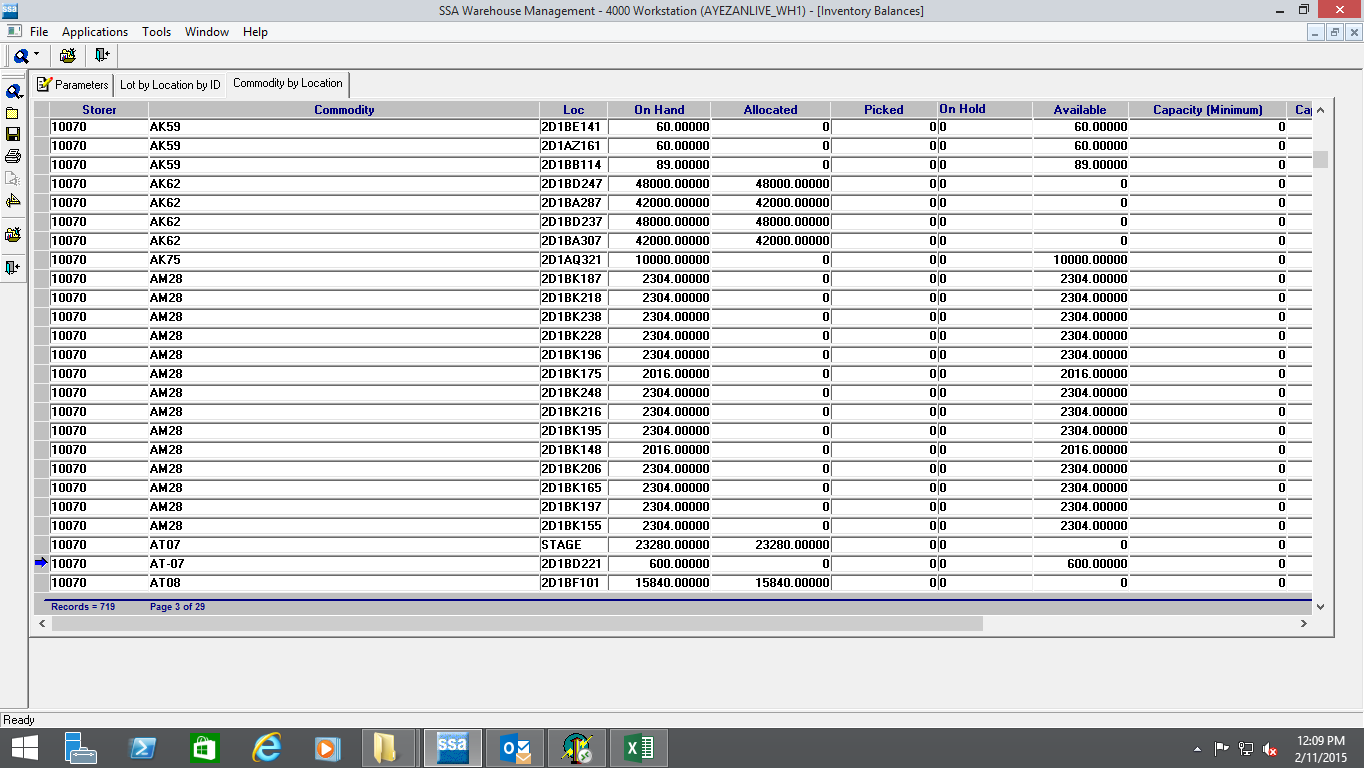 SSA Warehouse Management - 4000 Workstation (AYEZANLIVE_WH1) - [Inventory Balances]
File Applications Tools Window Help
Parameters Lot by Location by ID Commodity by Location
Storer Commodity Loc On Hand Allocated Picked On Hold Available Capacity (Minimum) Ca
10070 AK59 2D1BE141 60.00000 0 0 0 60.00000 0
10070 AK59 2D1AZ161 60.00000 0 0 0 60.00000 0
10070 AK59 2D1BB114 89.00000 0 0 0 89.00000 0
10070 AK62 2D1BD247 48000.00000 48000.00000 0 0 0 0
10070 AK62 2D1BA287 42000.00000 42000.00000 0 0 0 0
10070 AK62 2D1BD237 48000.00000 48000.00000 0 0 0 0
10070 AK62 2D1BA307 42000.00000 42000.00000 0 0 0 0
10070 AK75 2D1AQ321 10000.00000 0 0 0 10000.00000 0
10070 AM28 2D1BK187 2304.00000 0 0 0 2304.00000 0
10070 AM28 2D1BK218 2304.00000 0 0 0 2304.00000 0
10070 AM28 2D1BK238 2304.00000 0 0 0 2304.00000 0
10070 AM28 2D1BK228 2304.00000 0 0 0 2304.00000 0
10070 AM28 2D1BK196 2304.00000 0 0 0 2304.00000 0
10070 AM28 2D1BK175 2016.00000 0 0 0 2016.00000 0
10070 AM28 2D1BK248 2304.00000 0 0 0 2304.00000 0
10070 AM28 2D1BK216 2304.00000 0 0 0 2304.00000 0
10070 AM28 2D1BK195 2304.00000 0 0 0 2304.00000 0
10070 AM28 2D1BK148 2016.00000 0 0 0 2016.00000 0
10070 AM28 2D1BK206 2304.00000 0 0 0 2304.00000 0
10070 AM28 2D1BK165 2304.00000 0 0 0 2304.00000 0
10070 AM28 2D1BK197 2304.00000 0 0 0 2304.00000 0
10070 AM28 2D1BK155 2304.00000 0 0 0 2304.00000 0
10070 AT07 STAGE 23280.00000 23280.00000 0 0 0 0
10070 AT-07 2D1BD221 600.00000 0 0 0 600.00000 0
10070 AT08 2D1BF101 15840.00000 15840.00000 0 0 0 0
Records = 719 Page 3 of 29
Ready
ssa
12:09 PM
2/11/2015